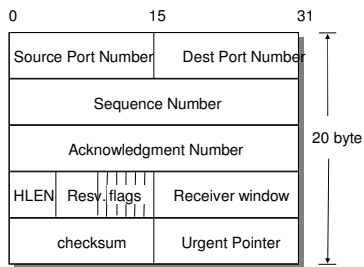 0 15 31
Source Port Number Dest Port Number
Sequence Number
Acknowledgment Number
20 byte
HLEN Resv. flags Receiver window
checksum Urgent Pointer